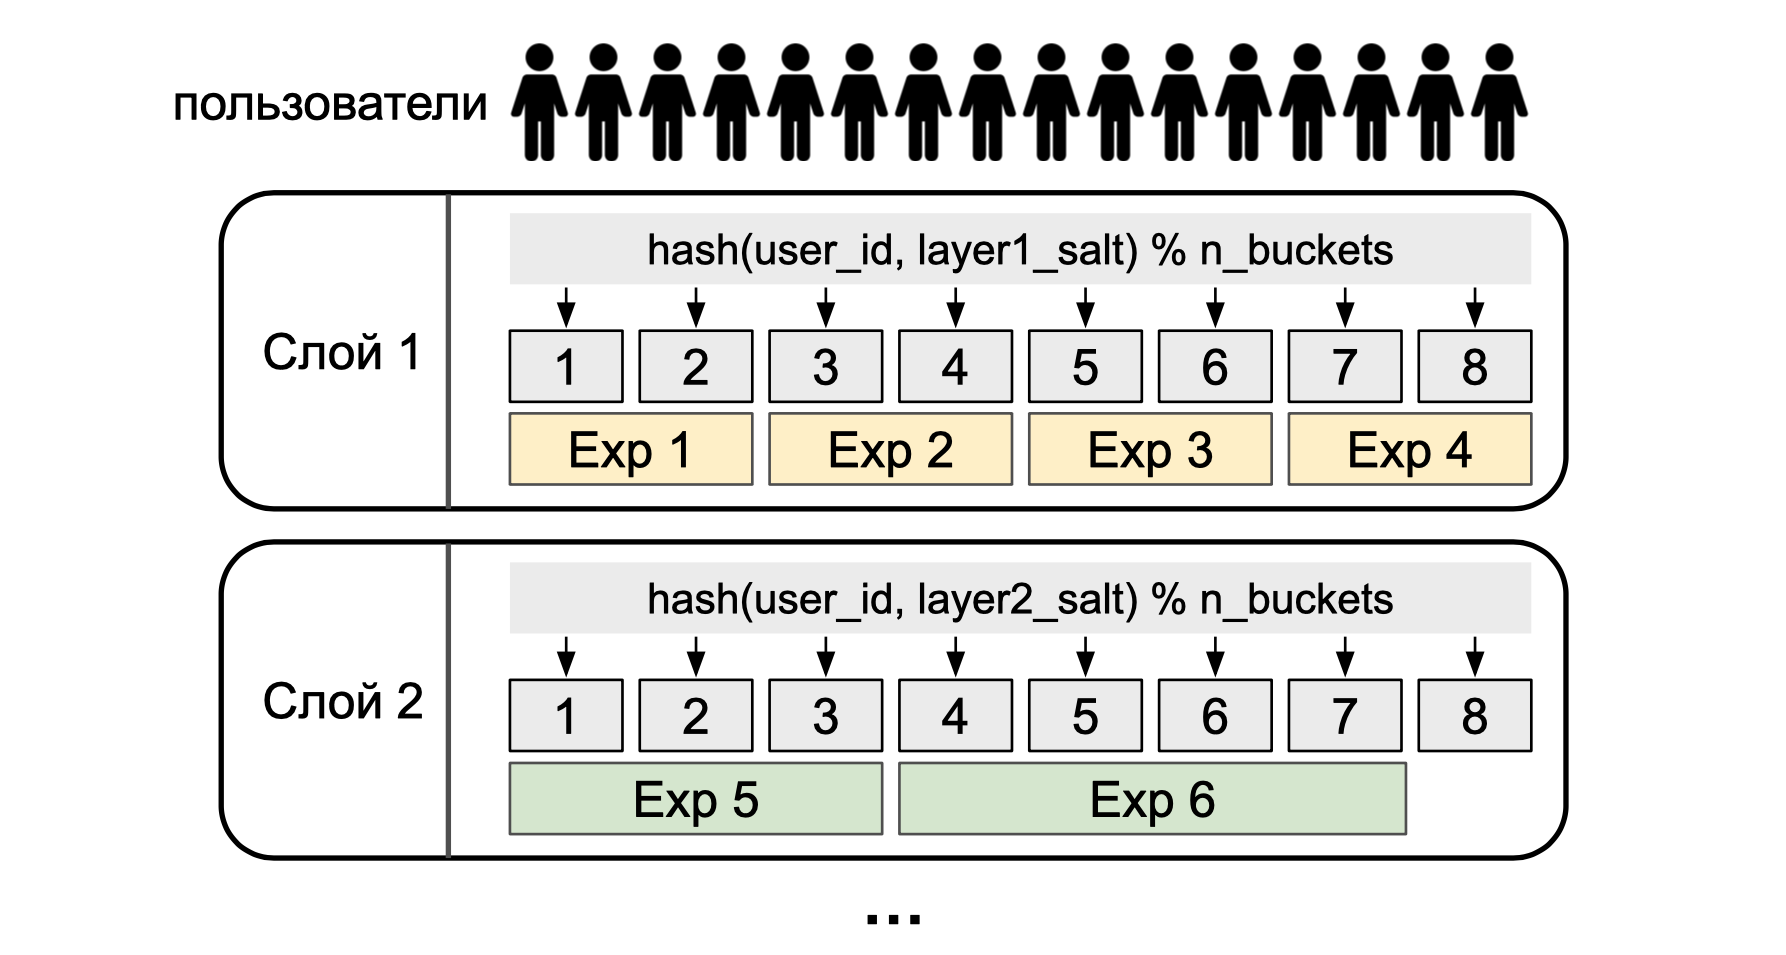 пользователи
hash(user_id, layer1_salt) % n_buckets
Слой 1
1 2 3 4 5 6 7 8
Exp 1 Exp 2 Exp 3 Exp 4
hash(user_id, layer2_salt) % n_buckets
Слой 2
1 2 3 4 5 6 7 8
Exp 5 Exp 6
...